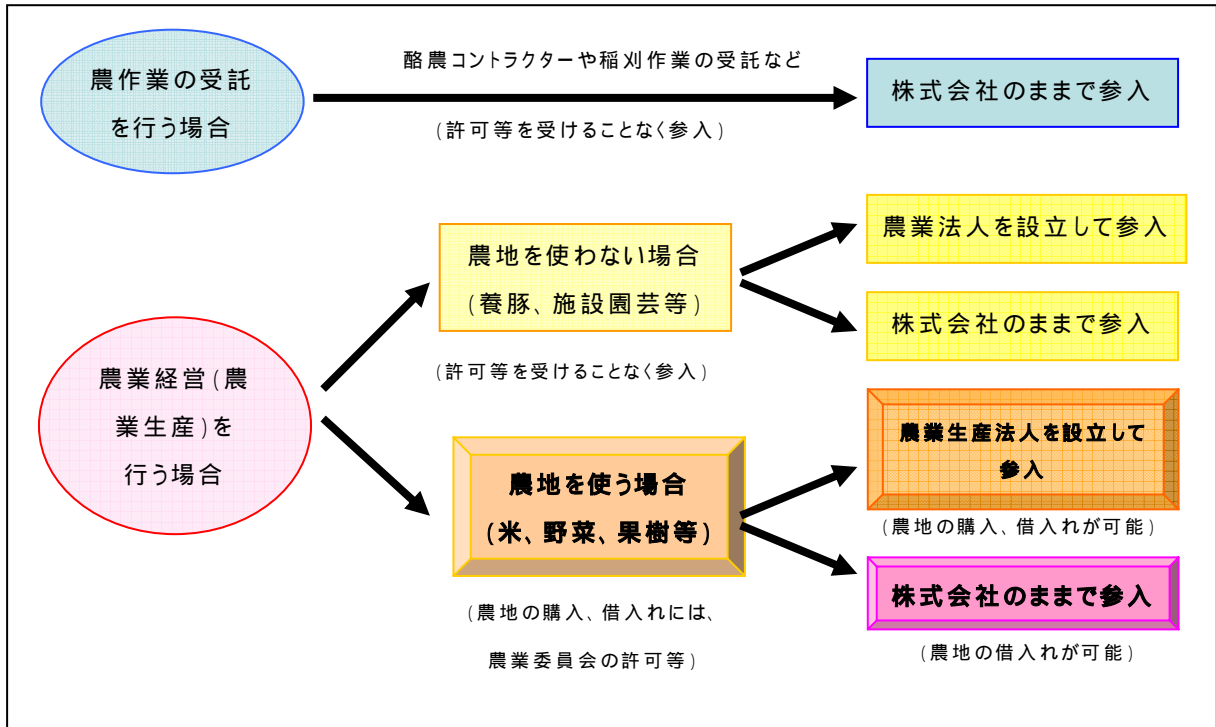 農作業の受託
を行う場合
酪農コントラクターや稲刈作業の受託など
(許可等を受けることなく参入)
株式会社のままで参入
農業経営(農
業生産)を
行う場合
農地を使わない場合
(養豚、施設園芸等)
(許可等を受けることなく参入)
農業法人を設立して参入
株式会社のままで参入
農地を使う場合
(米、野菜、果樹等)
(農地の購入、借入れには、
農業委員会の許可等)
農業生産法人を設立して
参入
(農地の購入、借入れが可能)
株式会社のままで参入
(農地の借入れが可能)